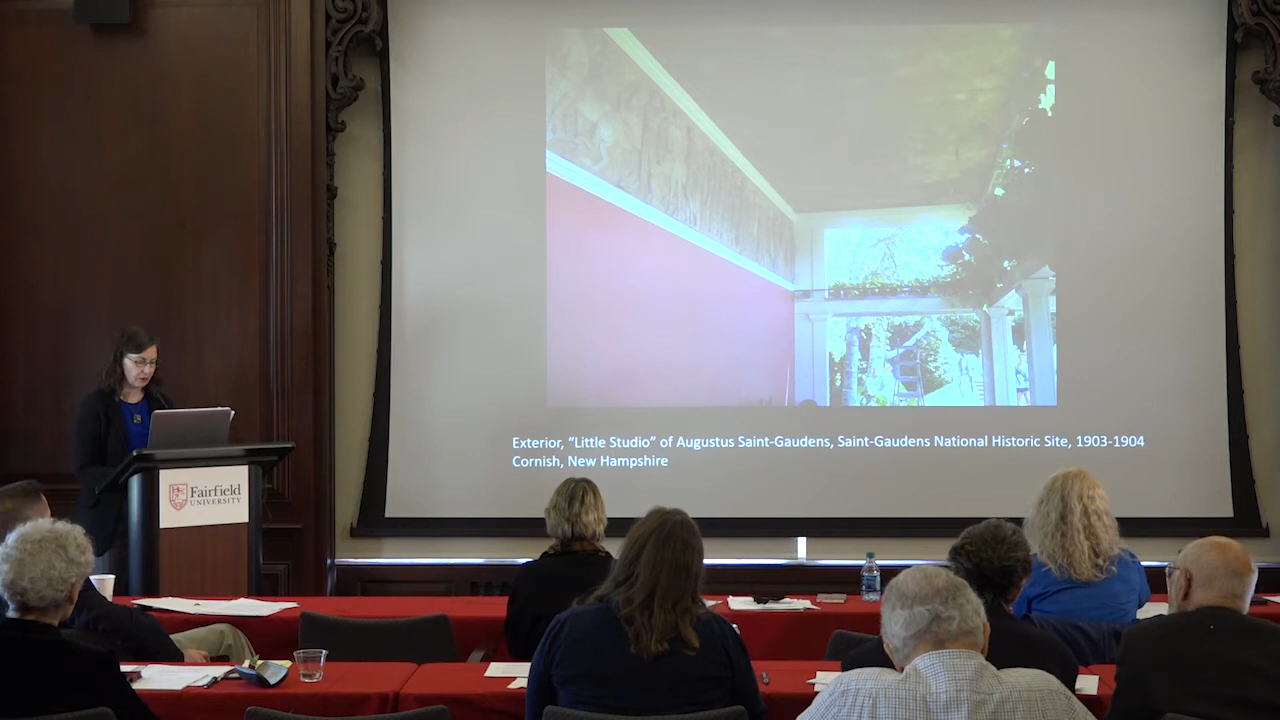 Exterior, “Little Studio” of Augustus Saint-Gaudens, Saint-Gaudens National Historic Site, 1903-1904
Cornish, New Hampshire
Fairfield
UNIVERSITY